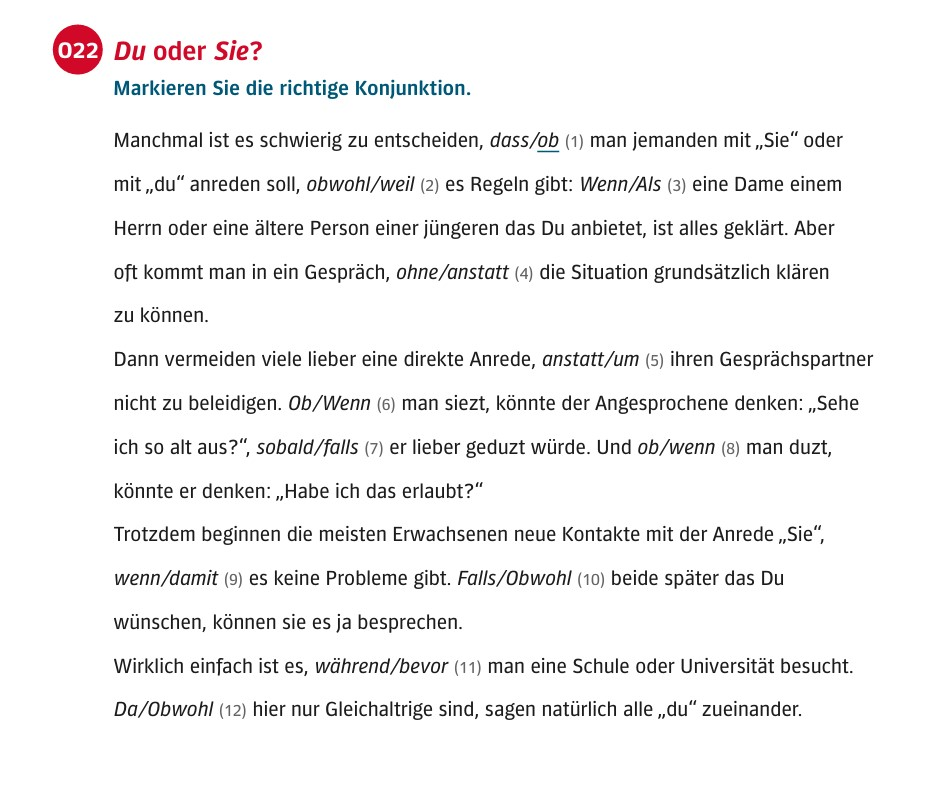 022 Du oder Sie?
Markieren Sie die richtige Konjunktion.
Manchmal ist es schwierig zu entscheiden, dass/ob (1) man jemanden mit „Sie“ oder
mit „du“ anreden soll, obwohl/weil (2) es Regeln gibt: Wenn/Als (3) eine Dame einem
Herrn oder eine ältere Person einer jüngeren das Du anbietet, ist alles geklärt. Aber
oft kommt man in ein Gespräch, ohne/anstatt (4) die Situation grundsätzlich klären
zu können.
Dann vermeiden viele lieber eine direkte Anrede, anstatt/um (5) ihren Gesprächspartner
nicht zu beleidigen. Ob/Wenn (6) man siezt, könnte der Angesprochene denken: „Sehe
ich so alt aus?“, sobald/falls (7) er lieber geduzt würde. Und ob/wenn (8) man duzt,
könnte er denken: „Habe ich das erlaubt?“
Trotzdem beginnen die meisten Erwachsenen neue Kontakte mit der Anrede „Sie“,
wenn/damit (9) es keine Probleme gibt. Falls/Obwohl (10) beide später das Du
wünschen, können sie es ja besprechen.
Wirklich einfach ist es, während/bevor (11) man eine Schule oder Universität besucht.
Da/Obwohl (12) hier nur Gleichaltrige sind, sagen natürlich alle „du“ zueinander.